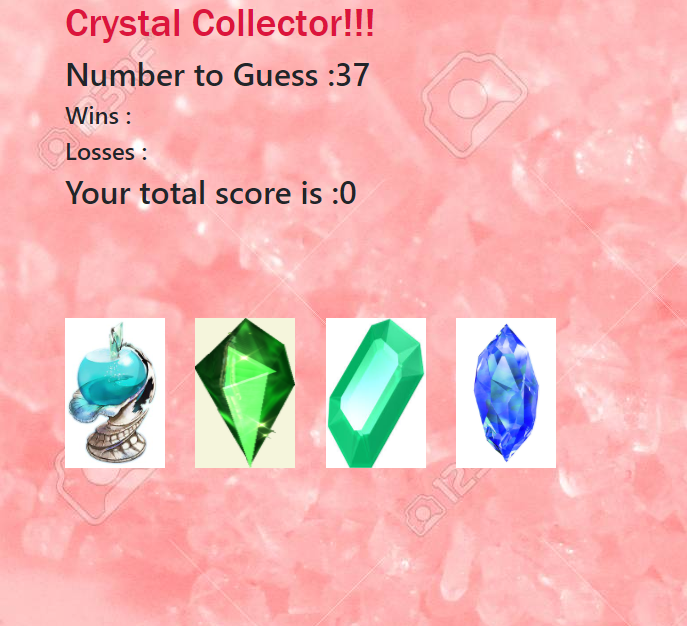 Crystal Collector!!!
Number to Guess :37
Wins :
Losses :
Your total score is :0